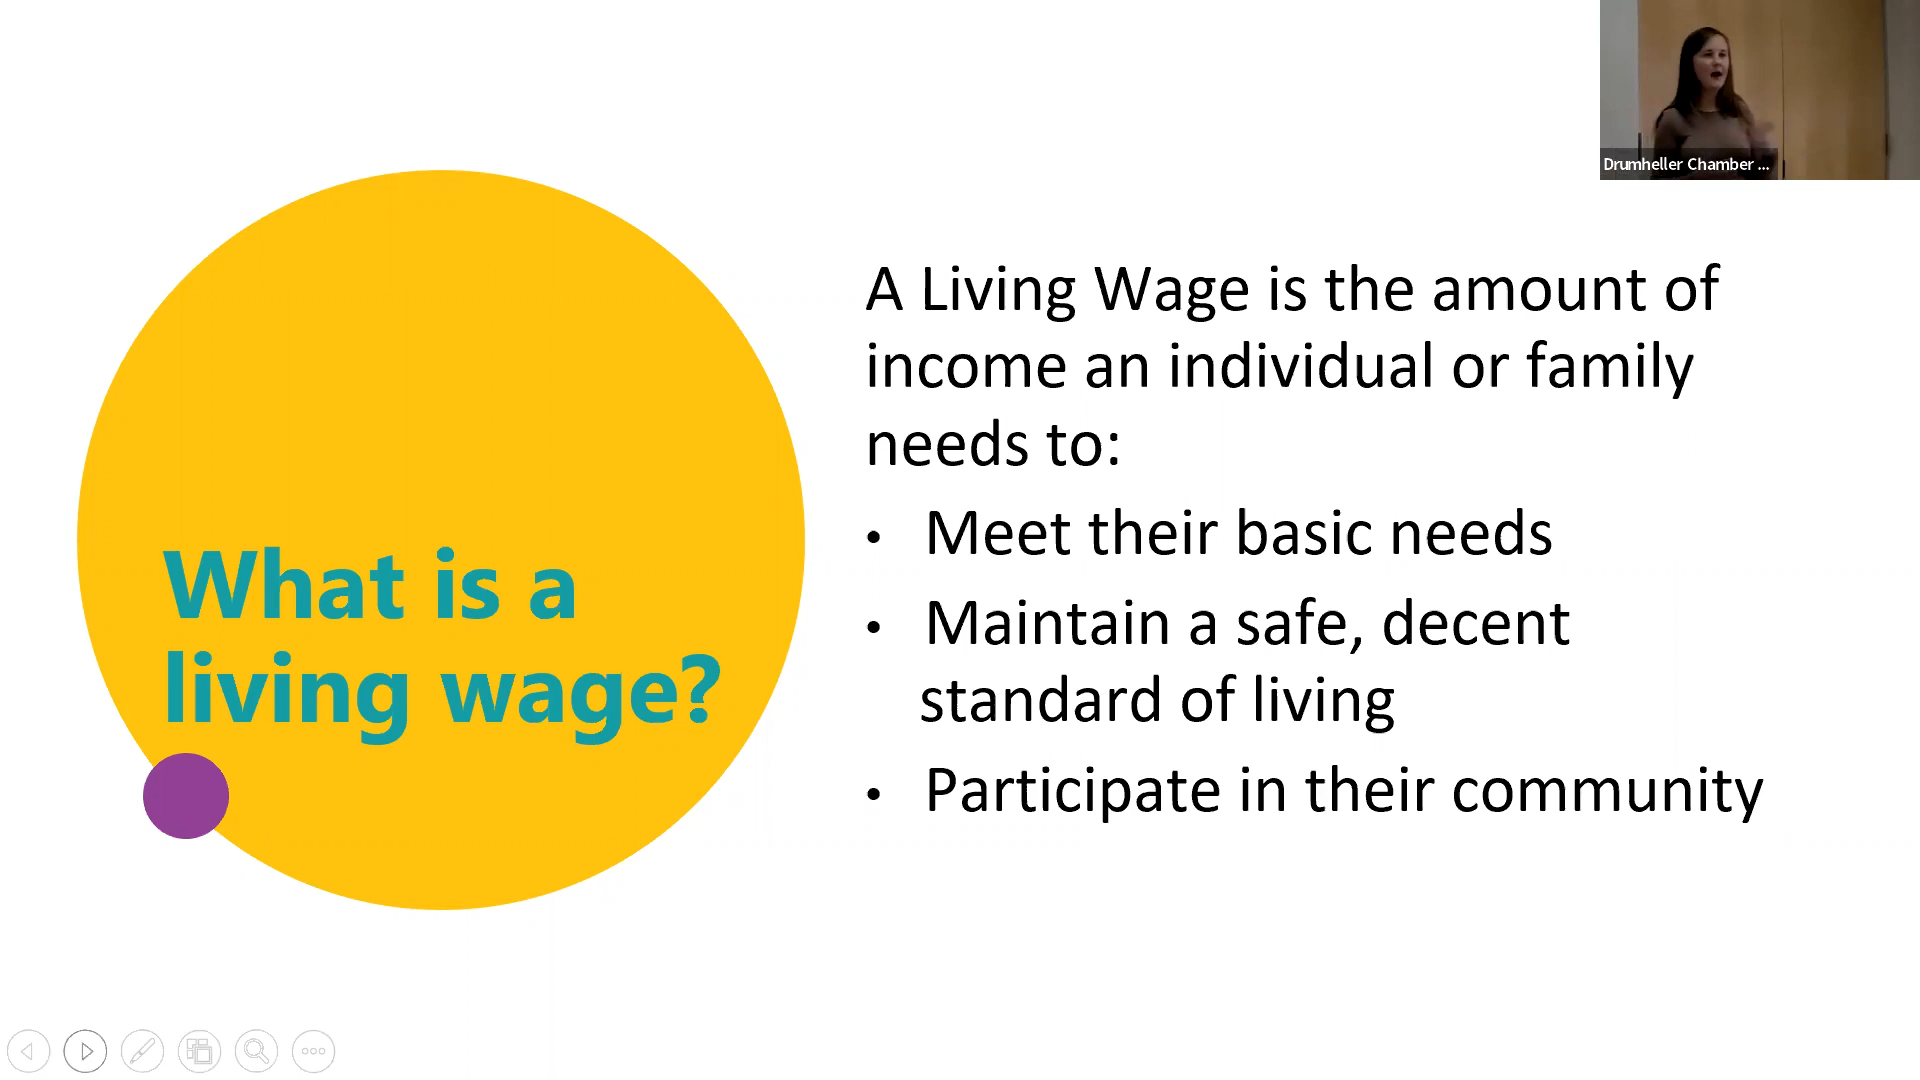 Drumheller Chamber ...
What is a
living wage?
A Living Wage is the amount of
income an individual or family
needs to:
• Meet their basic needs
• Maintain a safe, decent
standard of living
• Participate in their community